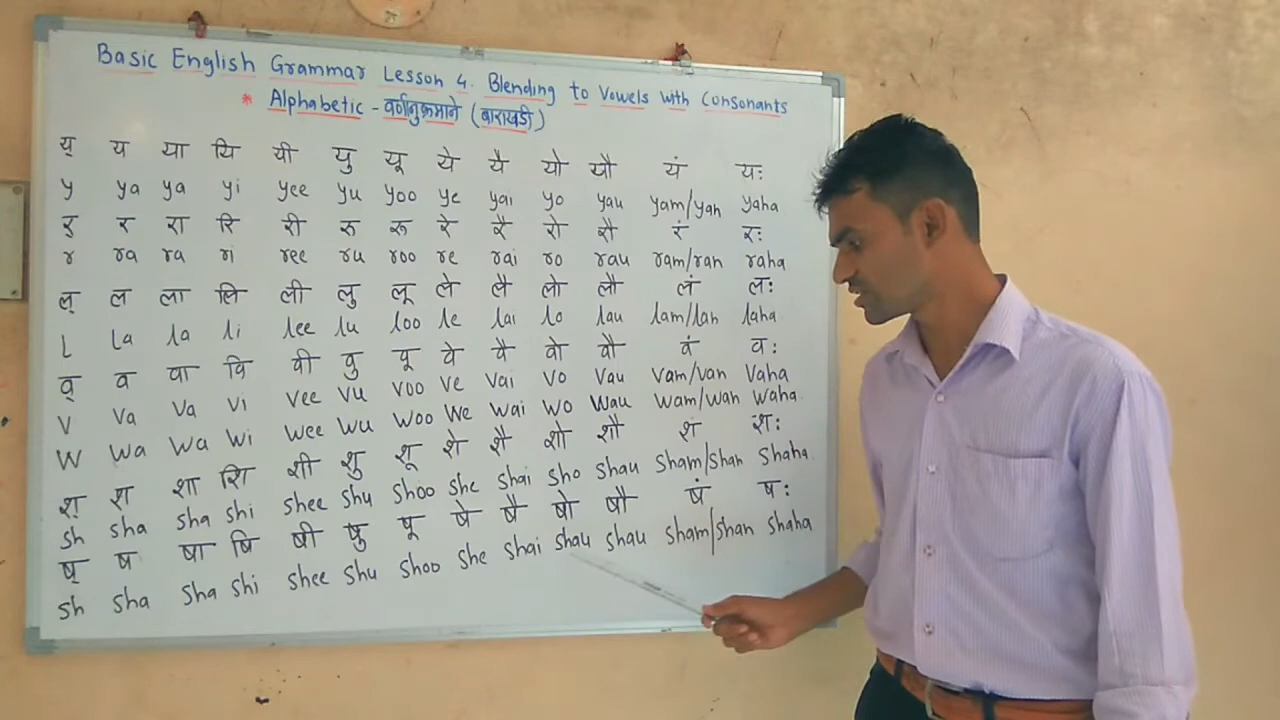 Basic English Grammar Lesson 4. Blending to Vowels with Consonants
* Alphabetic - वर्णानुक्रमाने (बाराखडी)
य् य या यि यी यु यू ये यै यो यौ यं यः
y ya ya yi yee yu yoo ye yai yo yau yam/yan yaha
र् र रा रि री रु रू रे रै रो रौ रं रः
r ra ra ri ree ru roo re rai ro rau ram/ran raha
ल् ल ला लि ली लु लू ले लै लो लौ लं लः
L La la li lee lu loo le lai lo lau lam/lan laha
व् व वा वि वी वु वू वे वै वो वौ वं वः
V Va Va Vi Vee Vu Voo Ve Vai Vo Vau Vam/Van Vaha
W Wa Wa Wi Wee Wu Woo We Wai Wo Wau Wam/Wan Waha
श् श शा शि शी शु शू शे शै शो शौ शं शः
Sh Sha Sha Shi Shee Shu Shoo She Shai Sho Shau Sham/Shan Shaha
ष् ष षा षि षी षु षू षे षै षो षौ षं षः
Sh Sha Sha Shi Shee Shu Shoo She Shai Shau Shau Sham/Shan Shaha